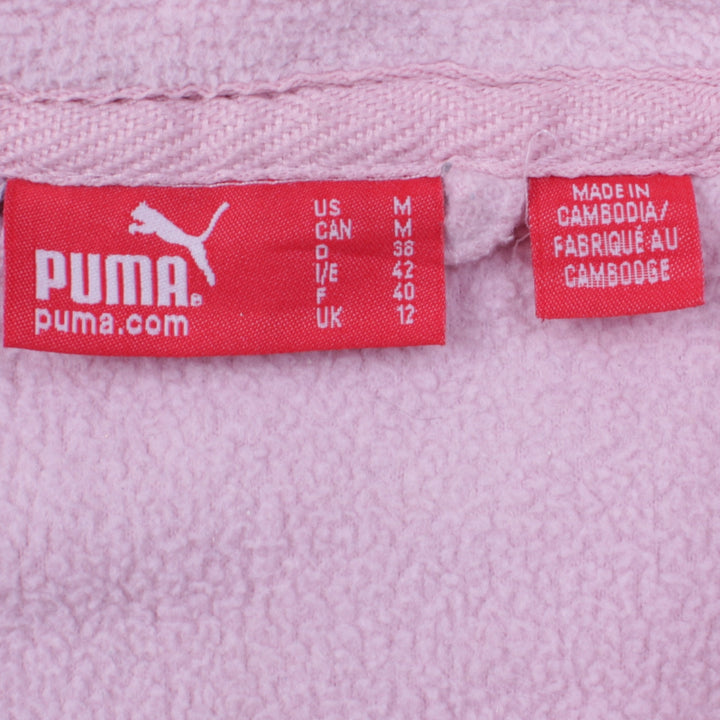 PUMA®
puma.com
US M
CAN M
D 38
I/E 42
F 40
UK 12
MADE IN
CAMBODIA/
FABRIQUÉ AU
CAMBODGE